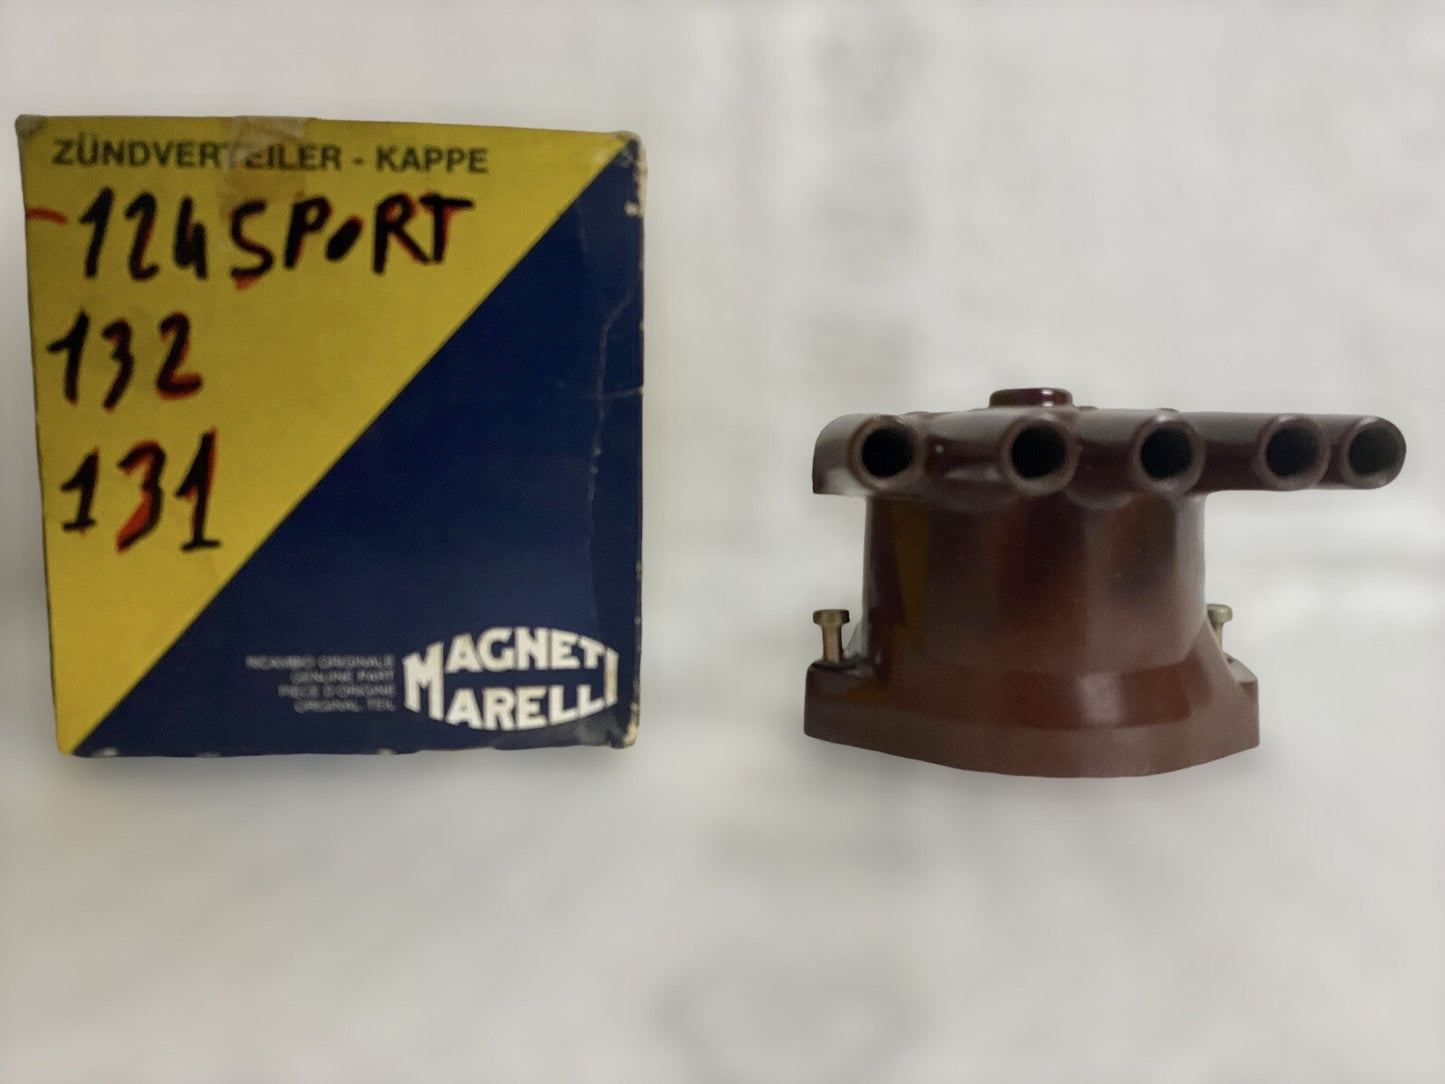 ZÜNDVERTEILER - KAPPE
-124SPORT
132
131
RICAMBIO ORIGINALE
GENUINE PART
PIECE D'ORIGINE
ORIGINAL TEIL
MAGNETI
MARELLI